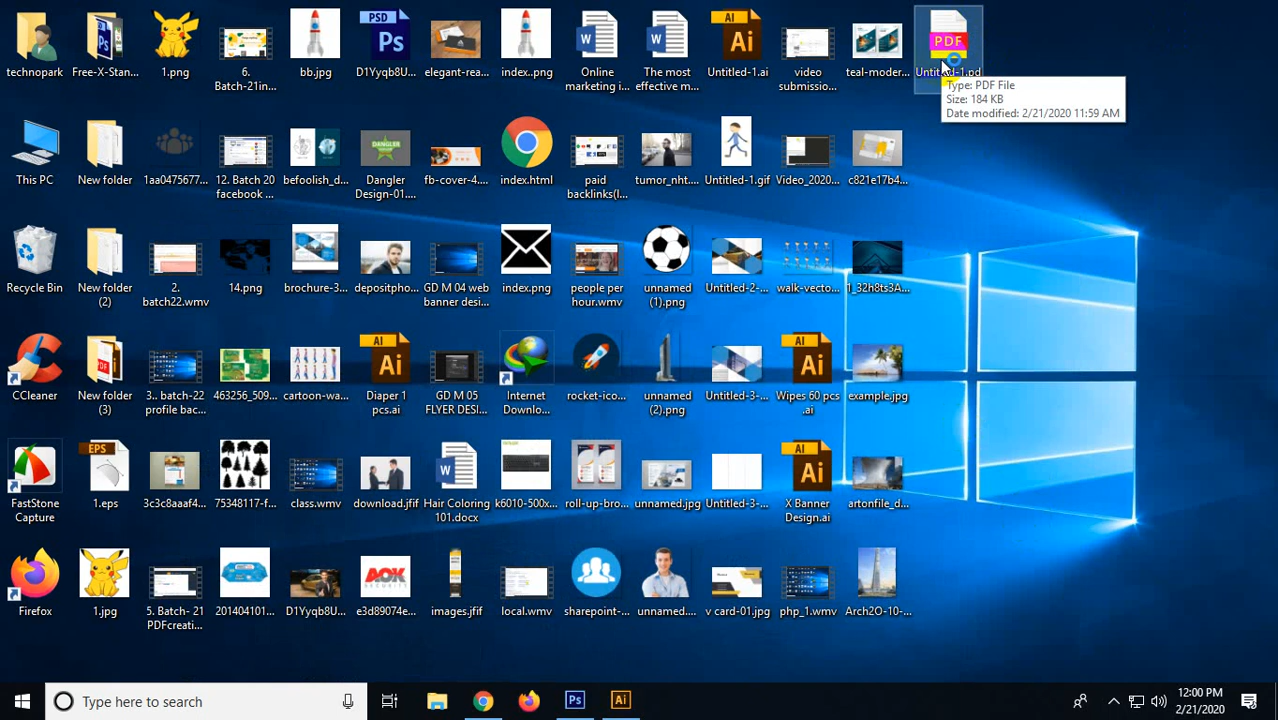 technopark
Free-X-Stan...
1.png
6.
Batch-21in...
bb.jpg
PSD
Ps
D1Yyqb8U...
elegant-rea...
index..png
Online
marketing i...
The most
effective m...
Ai
Ai
Untitled-1.ai
video
submissio...
teal-moder...
PDF
Untitled-1.pd
Type: PDF File
Size: 184 KB
Date modified: 2/21/2020 11:59 AM
This PC
New folder
1aa0475677...
12. Batch 20
facebook ...
befoolish_d...
DANGLER
Dangler
Design-01....
fb-cover-4....
index.html
paid
backlinks(l...
tumor_nht....
Untitled-1.gif
Video_2020...
c821e17b4...
Recycle Bin
New folder
(2)
2.
batch22.wmv
14.png
brochure-3...
depositpho...
GD M 04 web
banner desi...
index.png
people per
hour.wmv
unnamed
(1).png
Untitled-2-...
walk-vecto...
1_32h8ts3A...
CCleaner
New folder
(3)
3.. batch-22
profile bac...
463256_509...
cartoon-wa...
Ai
Ai
Diaper 1
pcs.ai
GD M 05
FLYER DESI...
Internet
Downlo...
rocket-ico...
unnamed
(2).png
Untitled-3-...
Ai
Ai
Wipes 60 pcs
.ai
example.jpg
FastStone
Capture
EPS
1.eps
3c3c8aaaf4...
75348117-f...
class.wmv
download.jfif
Hair Coloring
101.docx
k6010-500x...
roll-up-bro...
unnamed.jpg
Untitled-3-...
Ai
Ai
X Banner
Design.ai
artonfile_d...
Firefox
1.jpg
5. Batch- 21
PDFcreati...
201404101...
D1Yyqb8U...
e3d89074e...
images.jfif
local.wmv
sharepoint-...
unnamed....
v card-01.jpg
php_1.wmv
Arch2O-10-...
Type here to search
Ps
Ai
12:00 PM
2/21/2020